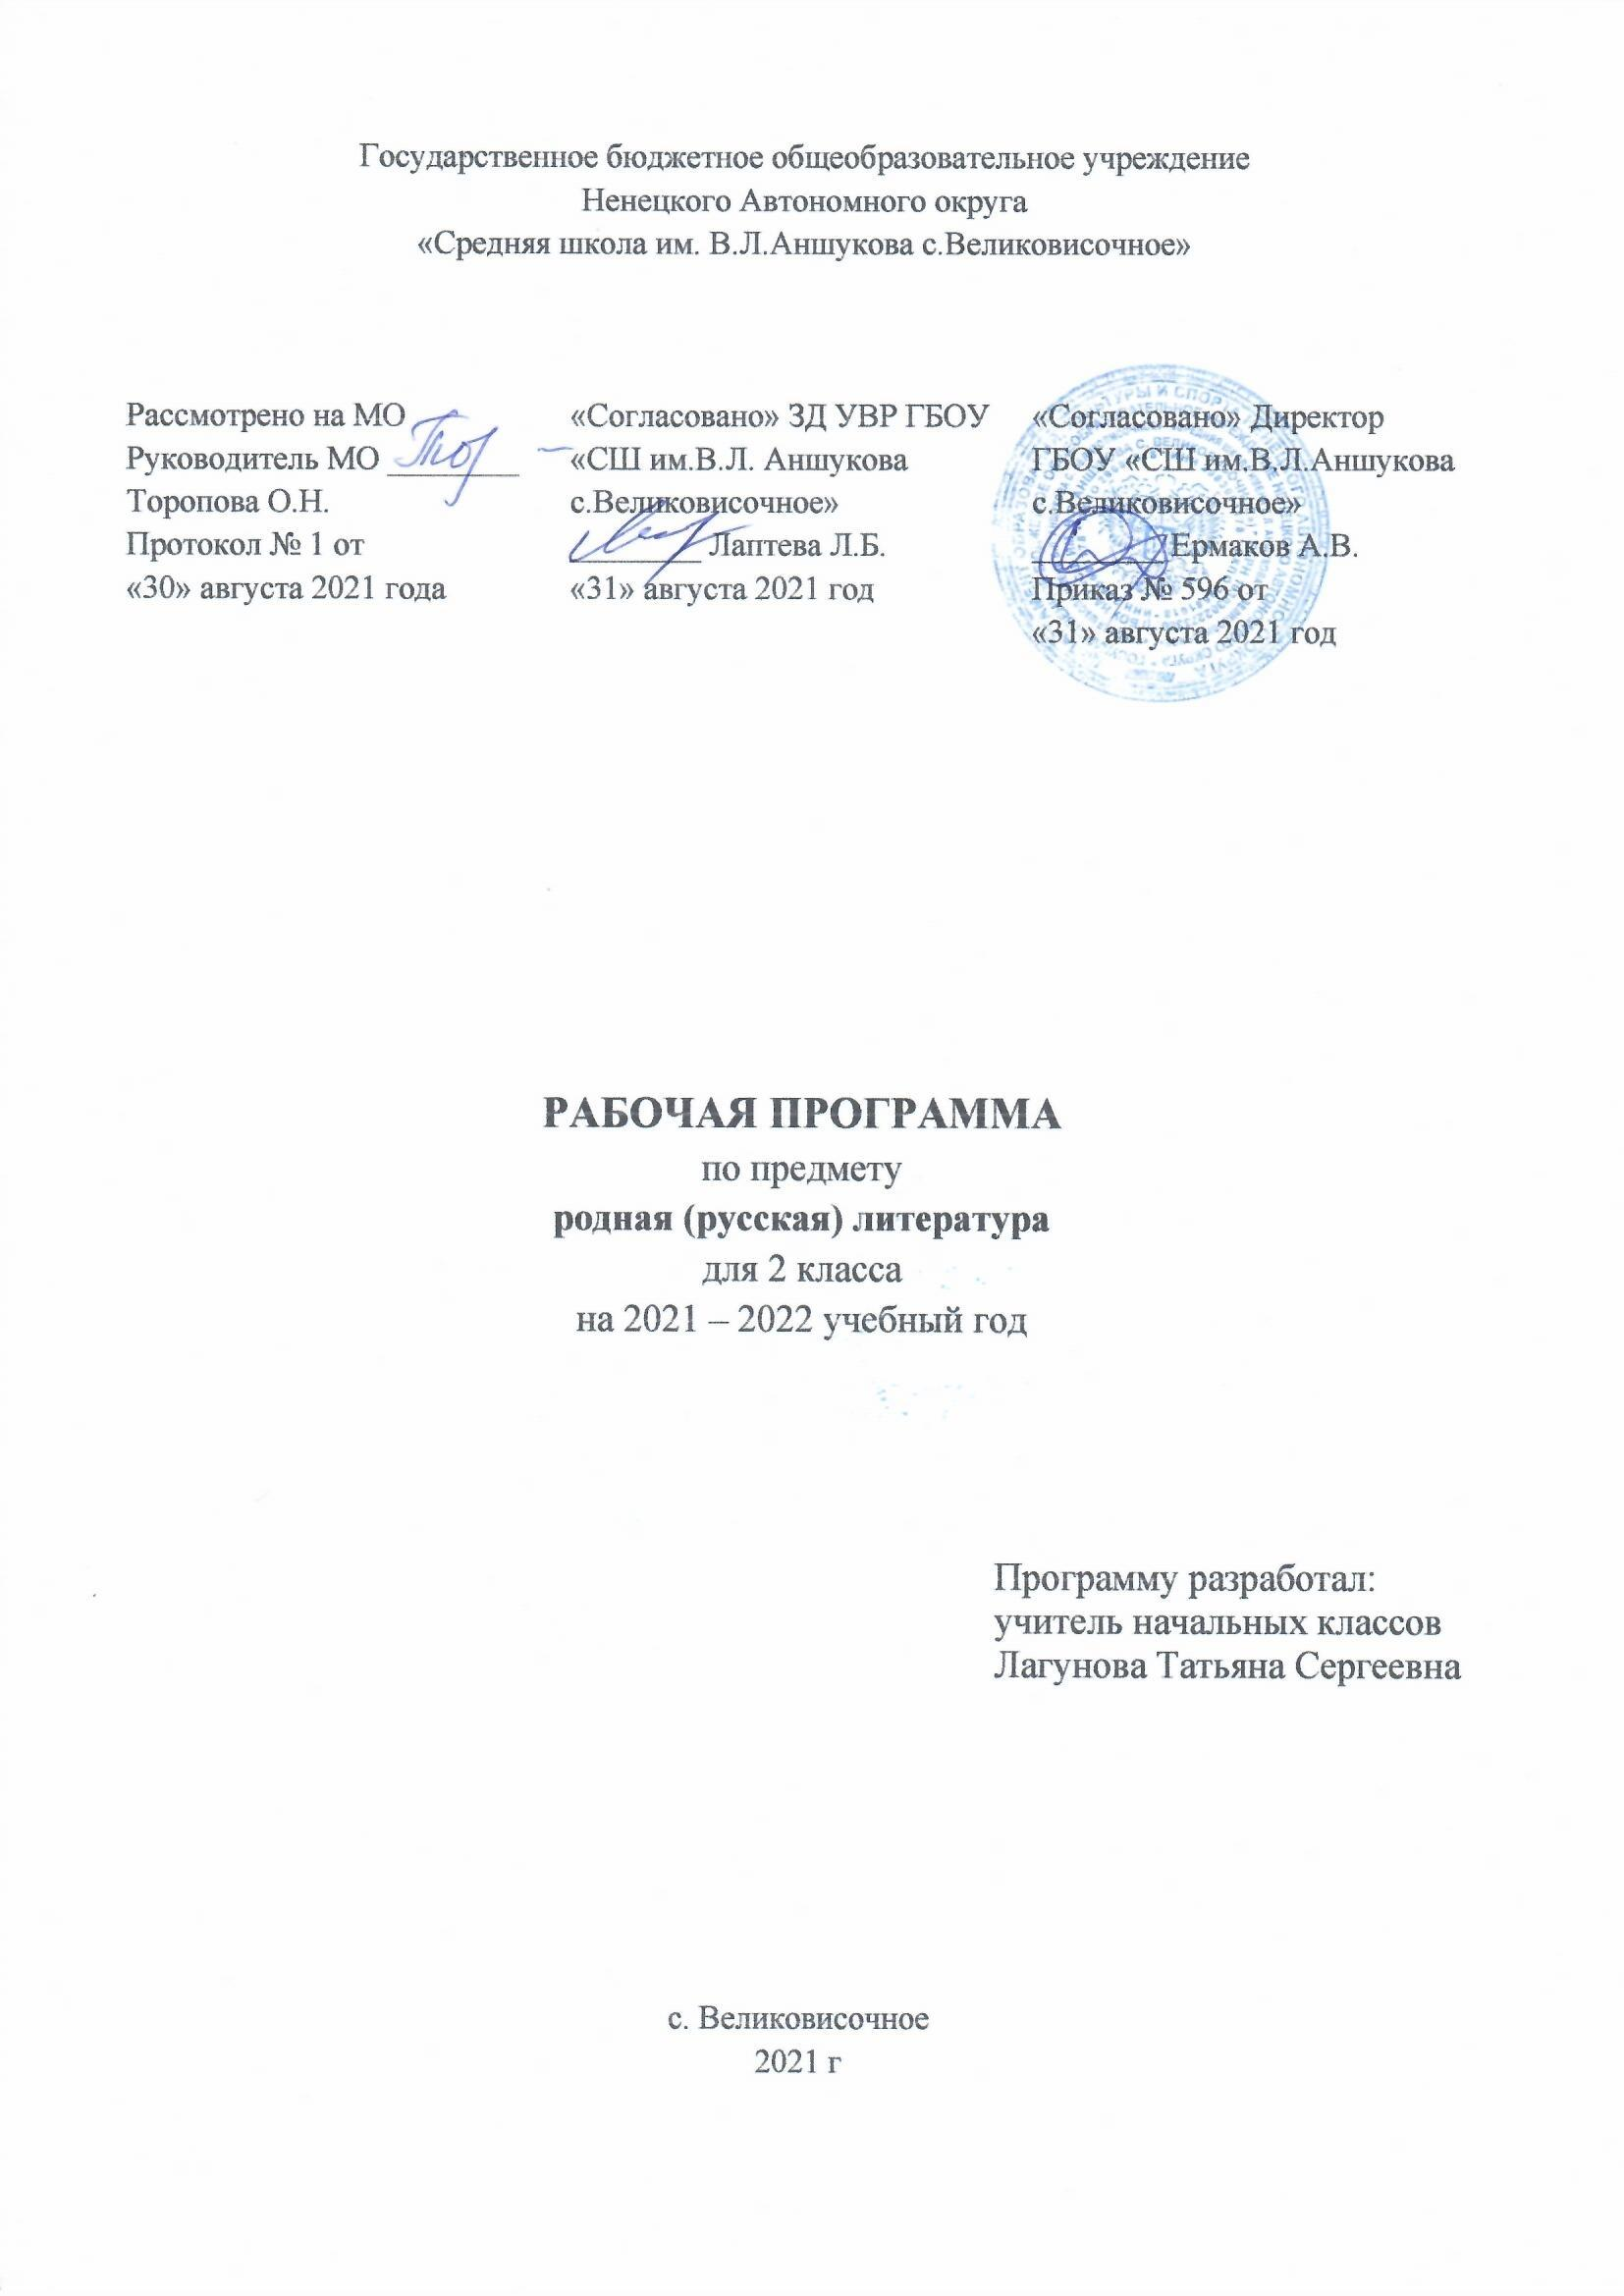 Государственное бюджетное общеобразовательное учреждение
Ненецкого Автономного округа
«Средняя школа им. В.Л.Аншукова с.Великовисочное»
Рассмотрено на МО
Руководитель МО ________
Торопова О.Н.
Протокол № 1 от
«30» августа 2021 года
«Согласовано» ЗД УВР ГБОУ
«СШ им.В.Л. Аншукова
с.Великовисочное»
________Лаптева Л.Б.
«31» августа 2021 год
«Согласовано» Директор
ГБОУ «СШ им.В.Л.Аншукова
с.Великовисочное»
________Ермаков А.В.
Приказ № 596 от
«31» августа 2021 год
РАБОЧАЯ ПРОГРАММА
по предмету
родная (русская) литература
для 2 класса
на 2021 – 2022 учебный год
Программу разработал:
учитель начальных классов
Лагунова Татьяна Сергеевна
с. Великовисочное
2021 г